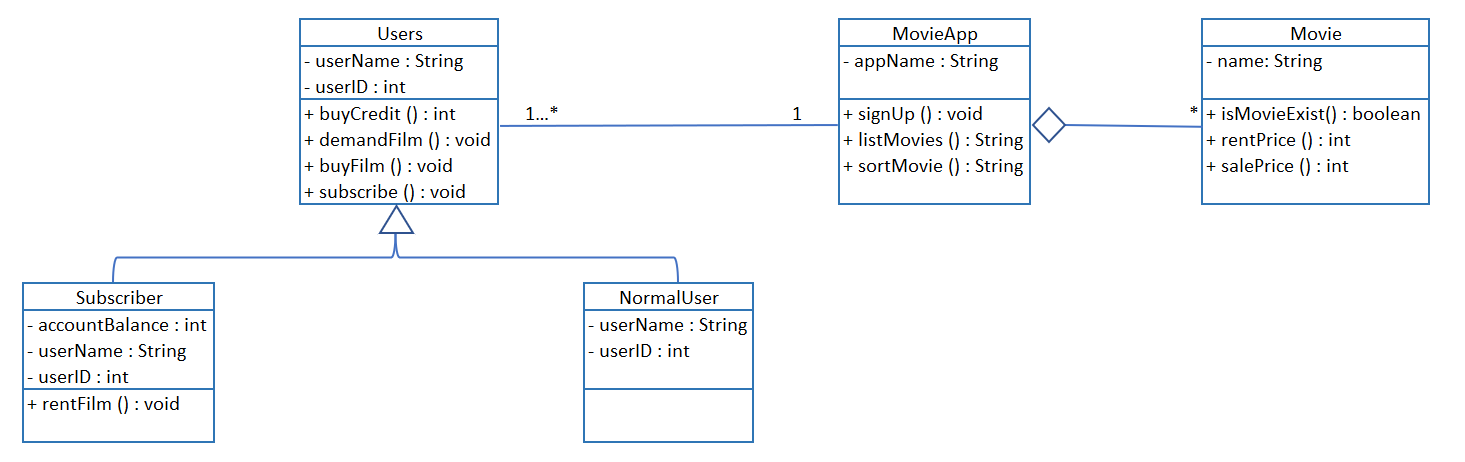 Users
- userName : String
- userID : int
+ buyCredit () : int
+ demandFilm () : void
+ buyFilm () : void
+ subscribe () : void
1...*
1
MovieApp
- appName : String
+ signUp () : void
+ listMovies () : String
+ sortMovie () : String
*
Movie
- name: String
+ isMovieExist() : boolean
+ rentPrice () : int
+ salePrice () : int
Subscriber
- accountBalance : int
- userName : String
- userID : int
+ rentFilm () : void
NormalUser
- userName : String
- userID : int